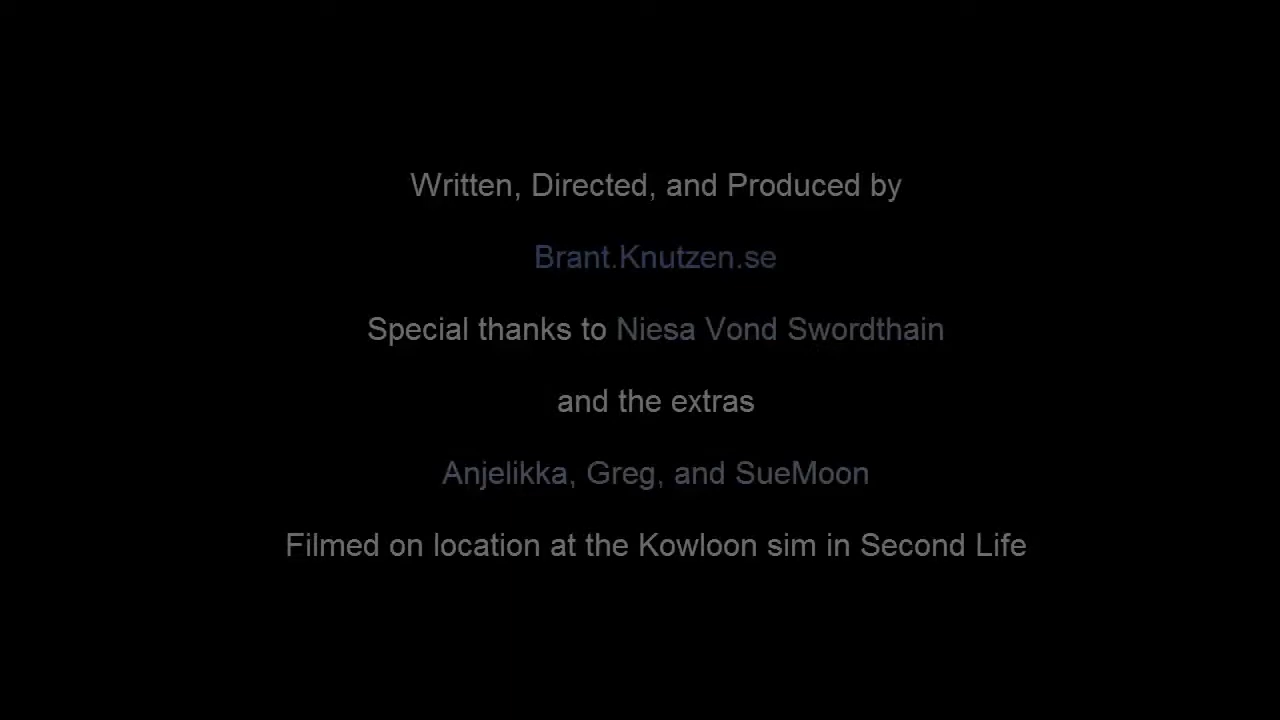 Written, Directed, and Produced by
Brant.Knutzen.se
Special thanks to Niesa Vond Swordthain
and the extras
Anjelikka, Greg, and SueMoon
Filmed on location at the Kowloon sim in Second Life